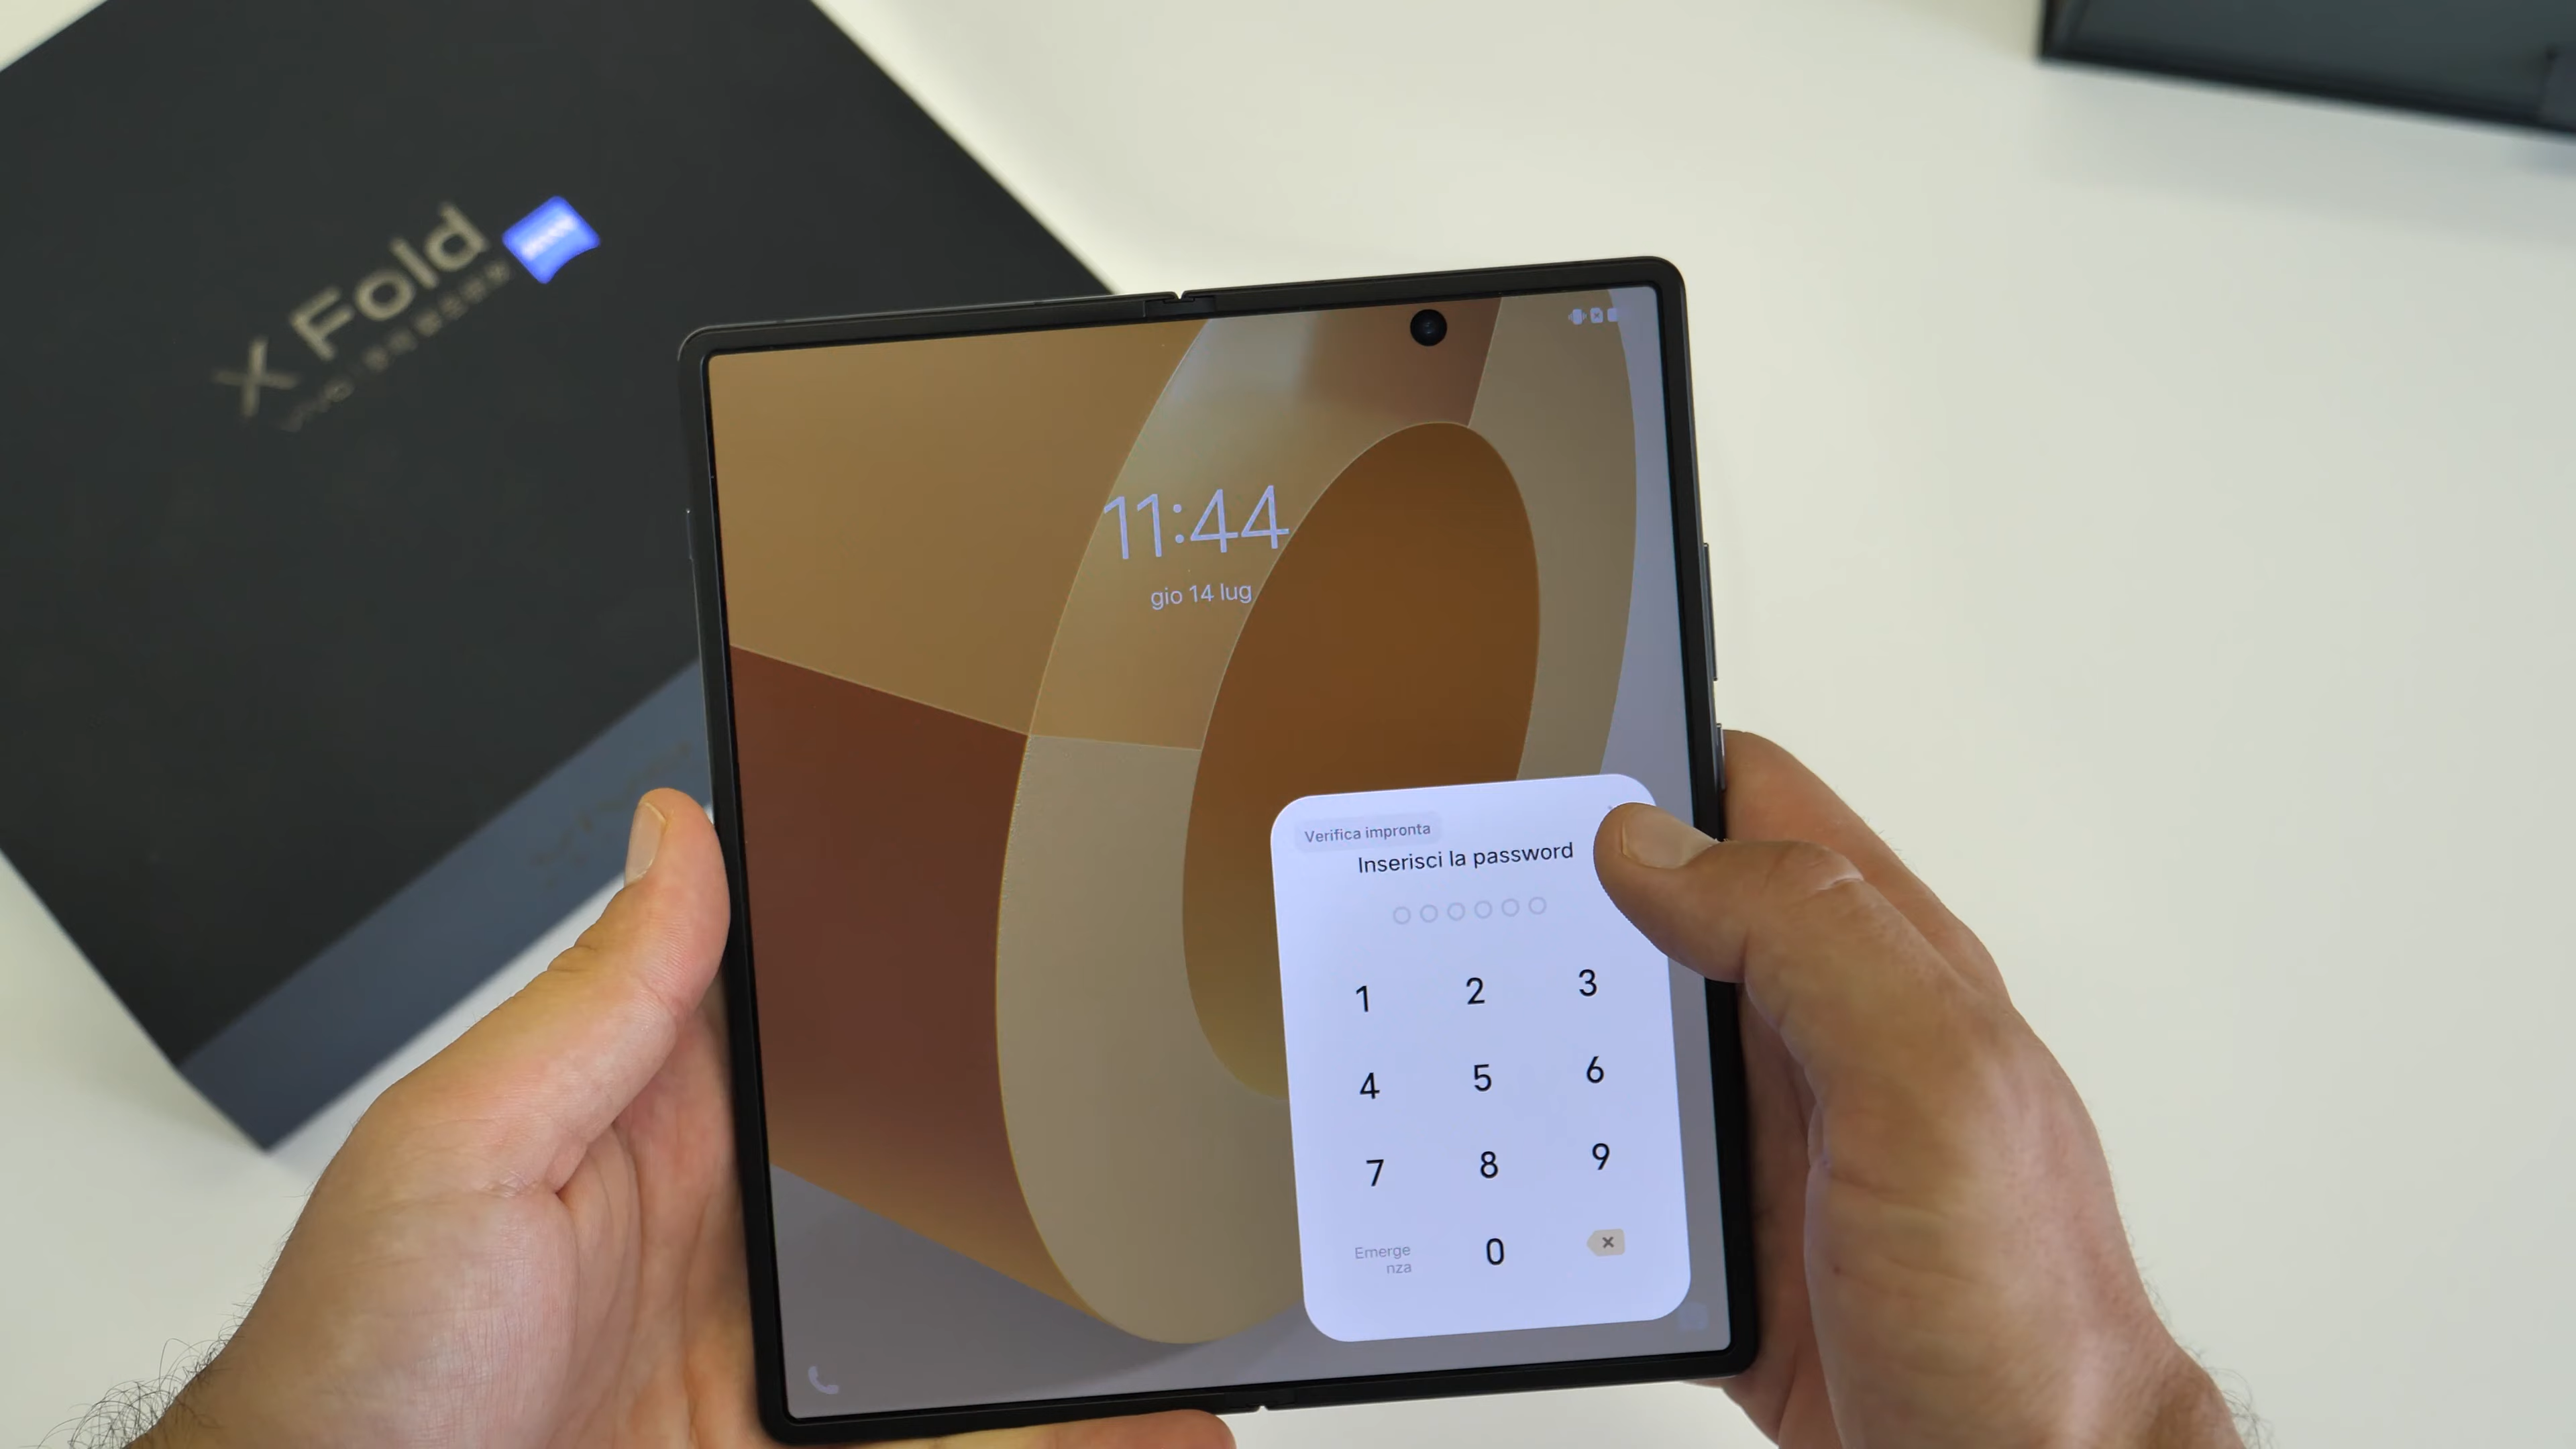 X Fold
11:44
gio 14 lug
Verifica impronta
Inserisci la password
1 2 3
4 5 6
7 8 9
Emerge
nza
0